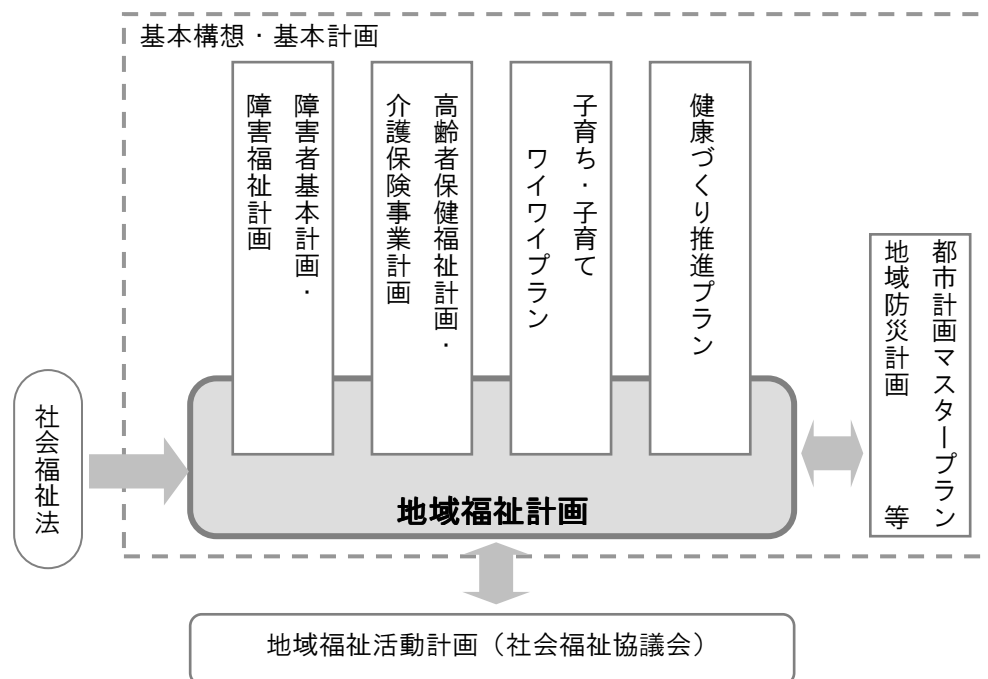 基本構想・基本計画
障害者基本計画・
障害福祉計画
高齢者保健福祉計画・
介護保険事業計画
子育ち・子育て
ワイワイプラン
健康づくり推進プラン
都市計画マスタープラン
地域防災計画 等
社会福祉法
地域福祉計画
地域福祉活動計画（社会福祉協議会）